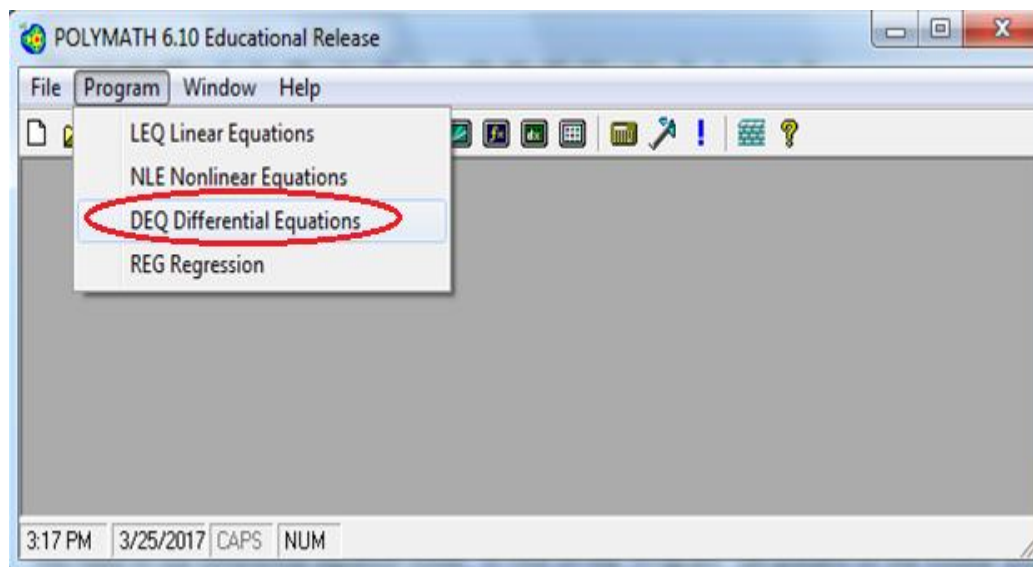 POLYMATH 6.10 Educational Release
File Program Window Help
LEQ Linear Equations
NLE Nonlinear Equations
DEQ Differential Equations
REG Regression
3:17 PM 3/25/2017 CAPS NUM